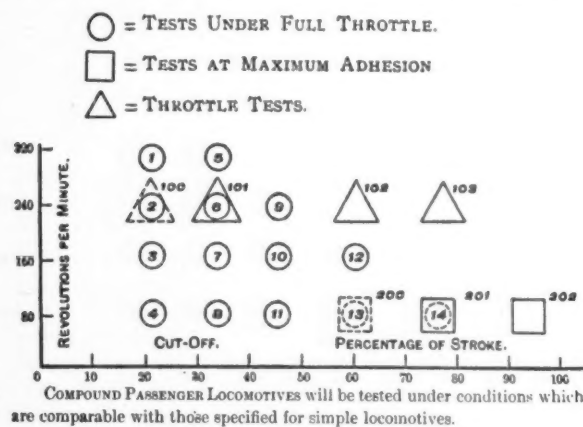 = TESTS UNDER FULL THROTTLE.
= TESTS AT MAXIMUM ADHESION
= THROTTLE TESTS.
REVOLUTIONS PER MINUTE.
320
240
160
80
1 5
100 101 102 103
2 6 9
3 7 10 12
200 201 202
4 8 11 13 14
CUT-OFF. PERCENTAGE OF STROKE.
0 10 20 30 40 50 60 70 80 90 100
COMPOUND PASSENGER LOCOMOTIVES will be tested under conditions which
are comparable with those specified for simple locomotives.